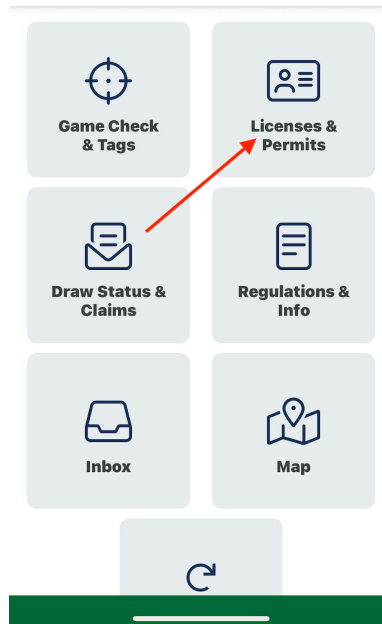 Game Check
& Tags
Licenses &
Permits
Draw Status &
Claims
Regulations &
Info
Inbox
Map